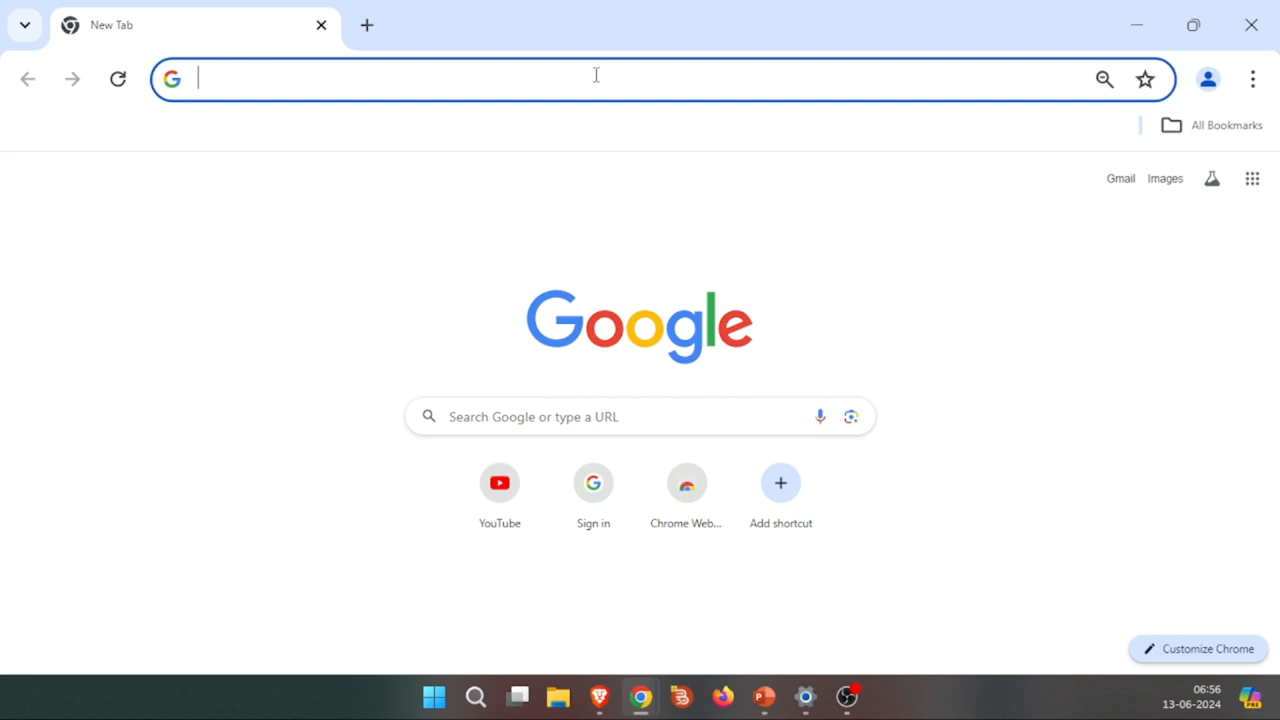 New Tab
All Bookmarks
Gmail Images
Google
Search Google or type a URL
YouTube Sign in Chrome Web... Add shortcut
Customize Chrome
06:56
13-06-2024
PRE